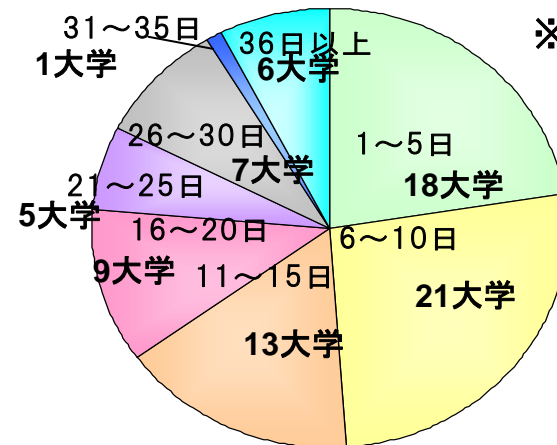 31～35日
1大学
36日以上
6大学
※
26～30日
7大学
1～5日
18大学
21～25日
5大学
16～20日
9大学
6～10日
21大学
11～15日
13大学